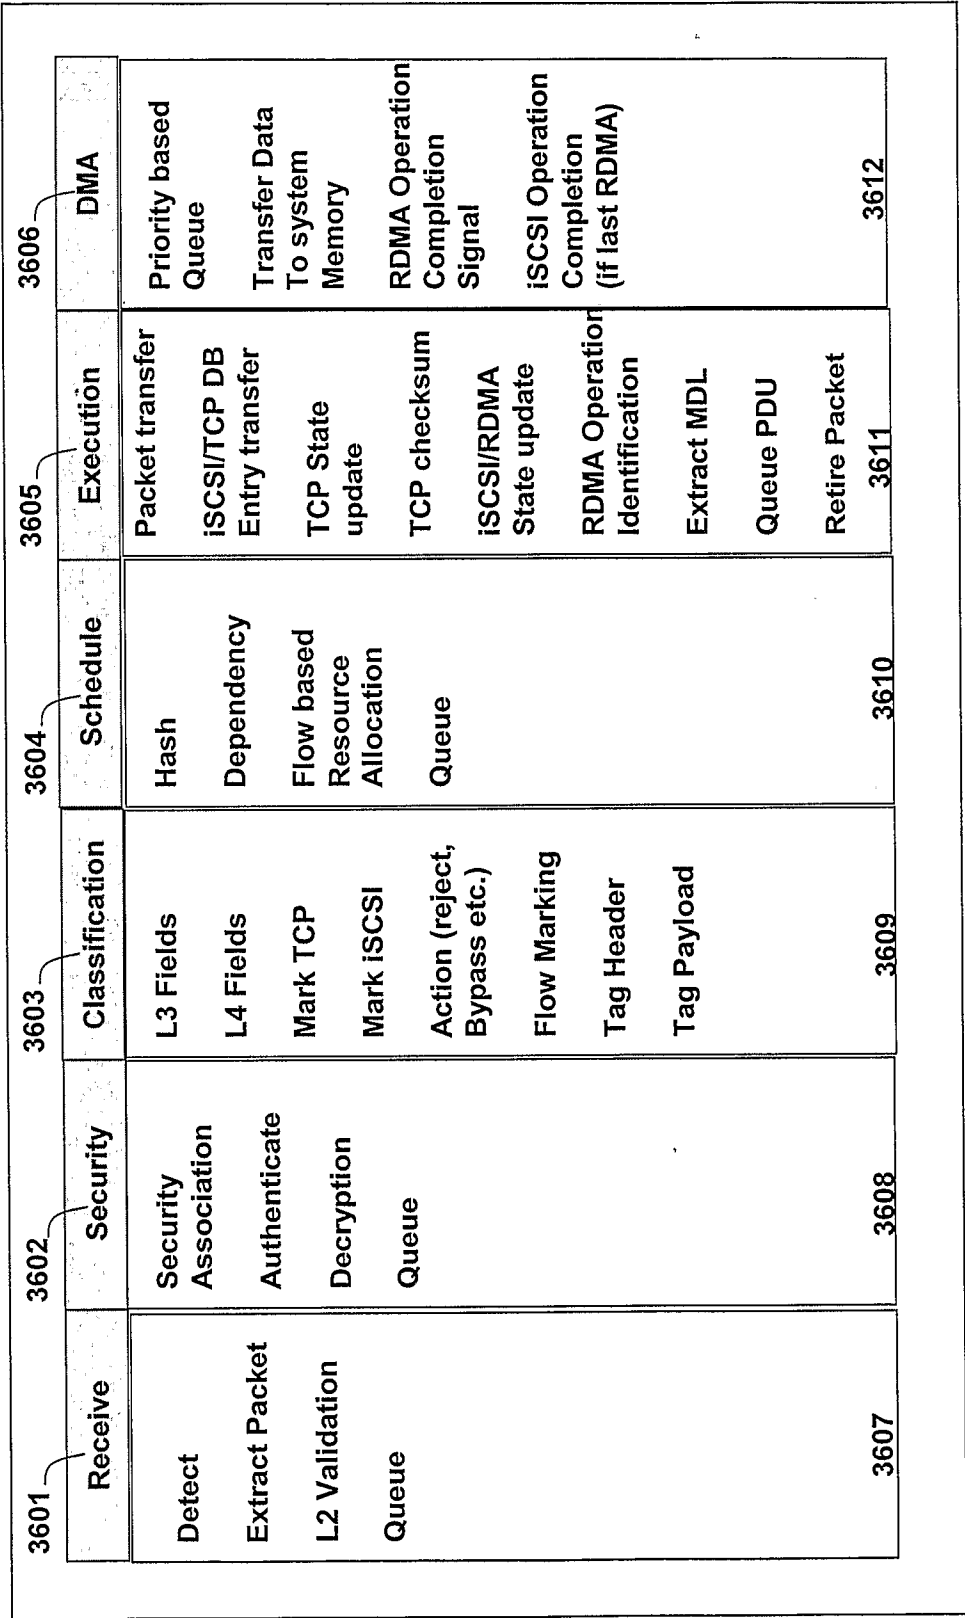 3601
Receive
Detect
Extract Packet
L2 Validation
Queue
3607
3602
Security
Security
Association
Authenticate
Decryption
Queue
3608
3603
Classification
L3 Fields
L4 Fields
Mark TCP
Mark iSCSI
Action (reject,
Bypass etc.)
Flow Marking
Tag Header
Tag Payload
3609
3604
Schedule
Hash
Dependency
Flow based
Resource
Allocation
Queue
3610
3605
Execution
Packet transfer
iSCSI/TCP DB
Entry transfer
TCP State
update
TCP checksum
iSCSI/RDMA
State update
RDMA Operation
Identification
Extract MDL
Queue PDU
Retire Packet
3611
3606
DMA
Priority based
Queue
Transfer Data
To system
Memory
RDMA Operation
Completion
Signal
iSCSI Operation
Completion
(if last RDMA)
3612